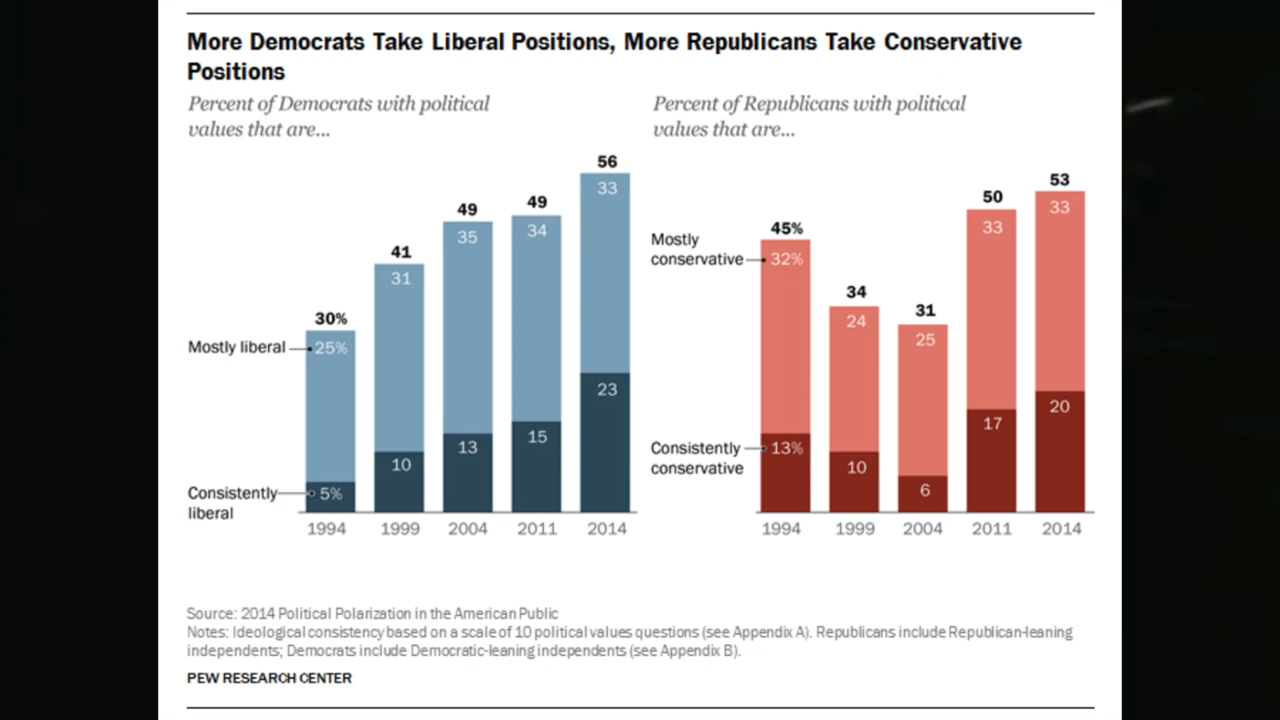 More Democrats Take Liberal Positions, More Republicans Take Conservative
Positions
Percent of Democrats with political
values that are...
56
33
49
35
49
34
41
31
30%
Mostly liberal
25%
23
15
13
10
Consistently
liberal
5%
1994 1999 2004 2011 2014
Percent of Republicans with political
values that are...
53
33
50
33
Mostly
conservative
45%
32%
34
24
31
25
20
17
Consistently
conservative
13%
10
6
1994 1999 2004 2011 2014
Source: 2014 Political Polarization in the American Public
Notes: Ideological consistency based on a scale of 10 political values questions (see Appendix A). Republicans include Republican-leaning
independents; Democrats include Democratic-leaning independents (see Appendix B).
PEW RESEARCH CENTER